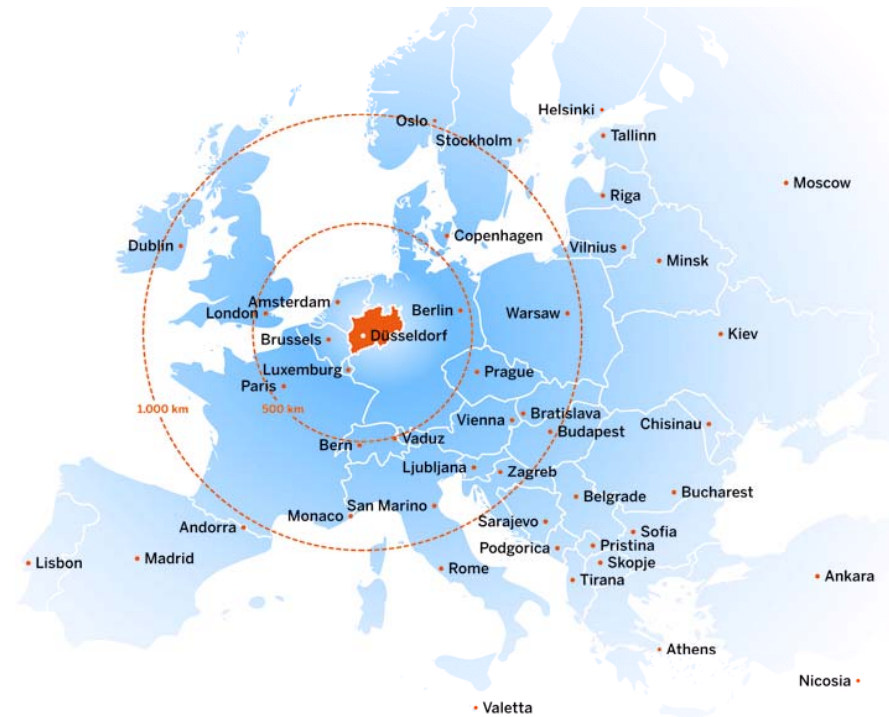 Helsinki
Oslo
Tallinn
Stockholm
Moscow
Riga
Copenhagen
Dublin
Vilnius
Minsk
Amsterdam
Berlin
London
Warsaw
Kiev
Düsseldorf
Brussels
Luxemburg
Prague
Paris
1.000 km
500 km
Bratislava
Vienna
Chisinau
Budapest
Vaduz
Bern
Ljubljana
Zagreb
Bucharest
Belgrade
San Marino
Monaco
Sarajevo
Andorra
Sofia
Pristina
Podgorica
Madrid
Lisbon
Skopje
Rome
Ankara
Tirana
Athens
Nicosia
Valetta